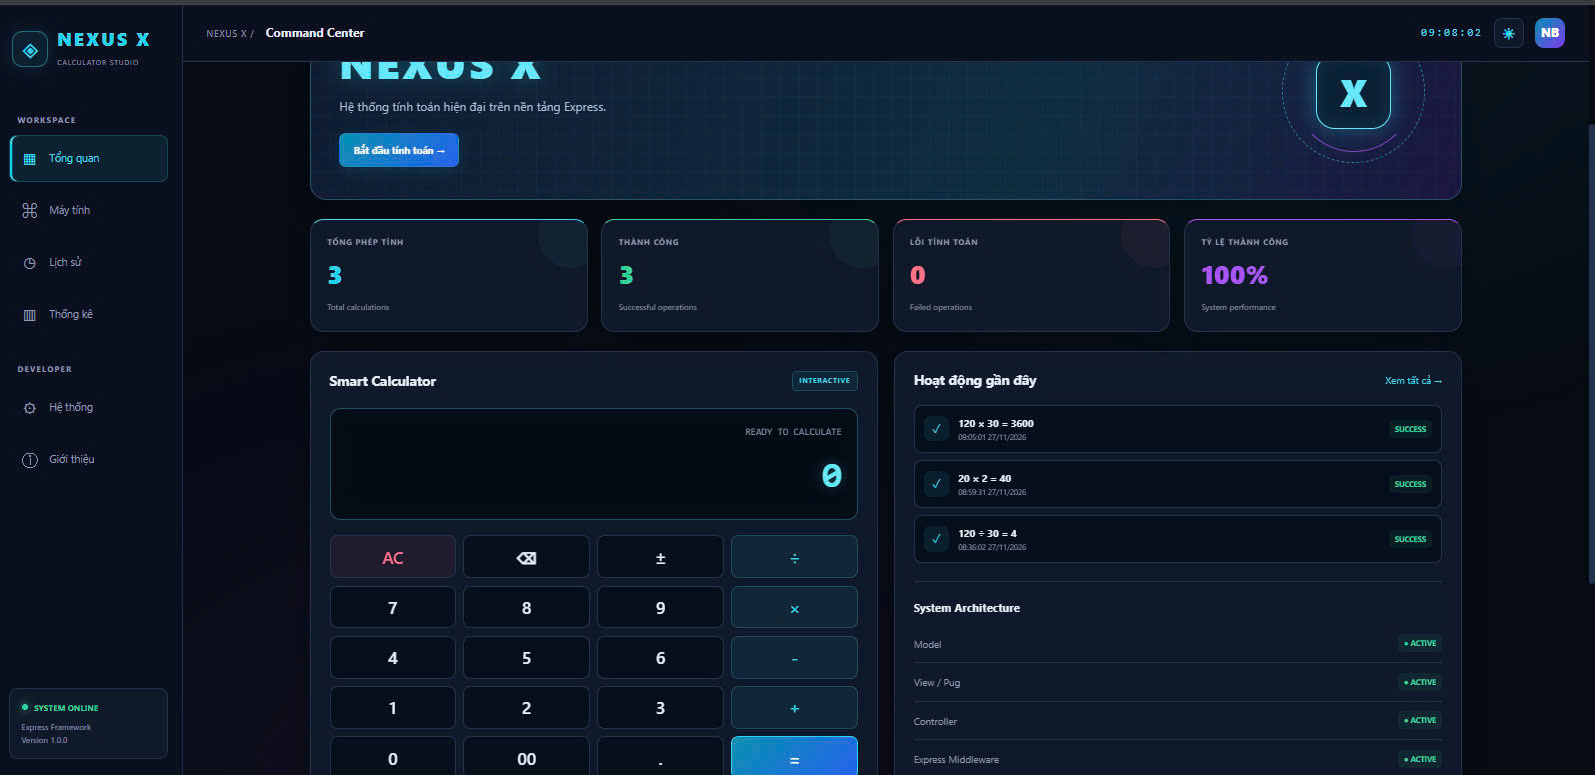 NEXUS X
CALCULATOR STUDIO
WORKSPACE
Tổng quan
Máy tính
Lịch sử
Thống kê
DEVELOPER
Hệ thống
Giới thiệu
SYSTEM ONLINE
Express Framework
Version 1.0.0
NEXUS X / Command Center
09:08:02
NB
NEXUS X
Hệ thống tính toán hiện đại trên nền tảng Express.
Bắt đầu tính toán →
X
TỔNG PHÉP TÍNH
3
Total calculations
THÀNH CÔNG
3
Successful operations
LỖI TÍNH TOÁN
0
Failed operations
TỶ LỆ THÀNH CÔNG
100%
System performance
Smart Calculator
INTERACTIVE
READY TO CALCULATE
0
AC ⌫ ± ÷
7 8 9 ×
4 5 6 -
1 2 3 +
0 00 . =
Hoạt động gần đây
Xem tất cả →
120 × 30 = 3600
09:05:01 27/11/2026
SUCCESS
20 × 2 = 40
08:59:31 27/11/2026
SUCCESS
120 ÷ 30 = 4
08:36:02 27/11/2026
SUCCESS
System Architecture
Model
• ACTIVE
View / Pug
• ACTIVE
Controller
• ACTIVE
Express Middleware
• ACTIVE